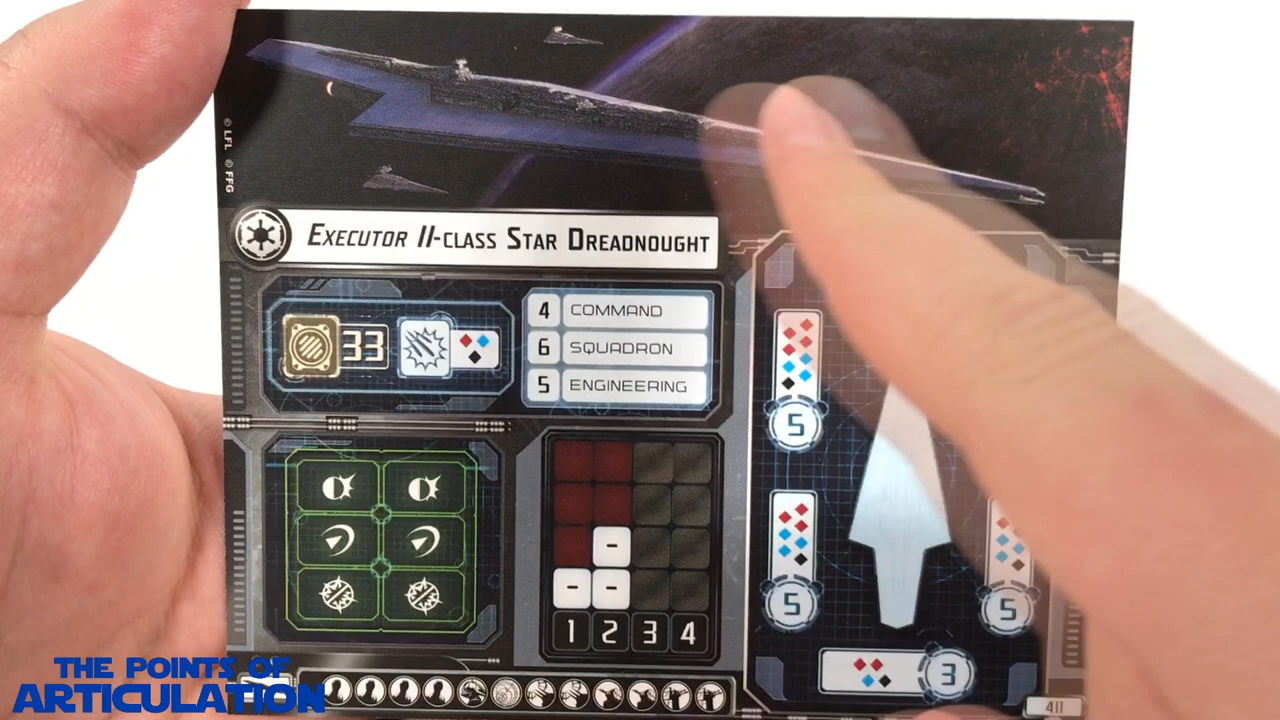 © LFL © FFG
EXECUTOR II-CLASS STAR DREADNOUGHT
33
4 COMMAND
6 SQUADRON
5 ENGINEERING
5
- 
- -
1 2 3 4
5
5
3
411
THE POINTS OF
ARTICULATION